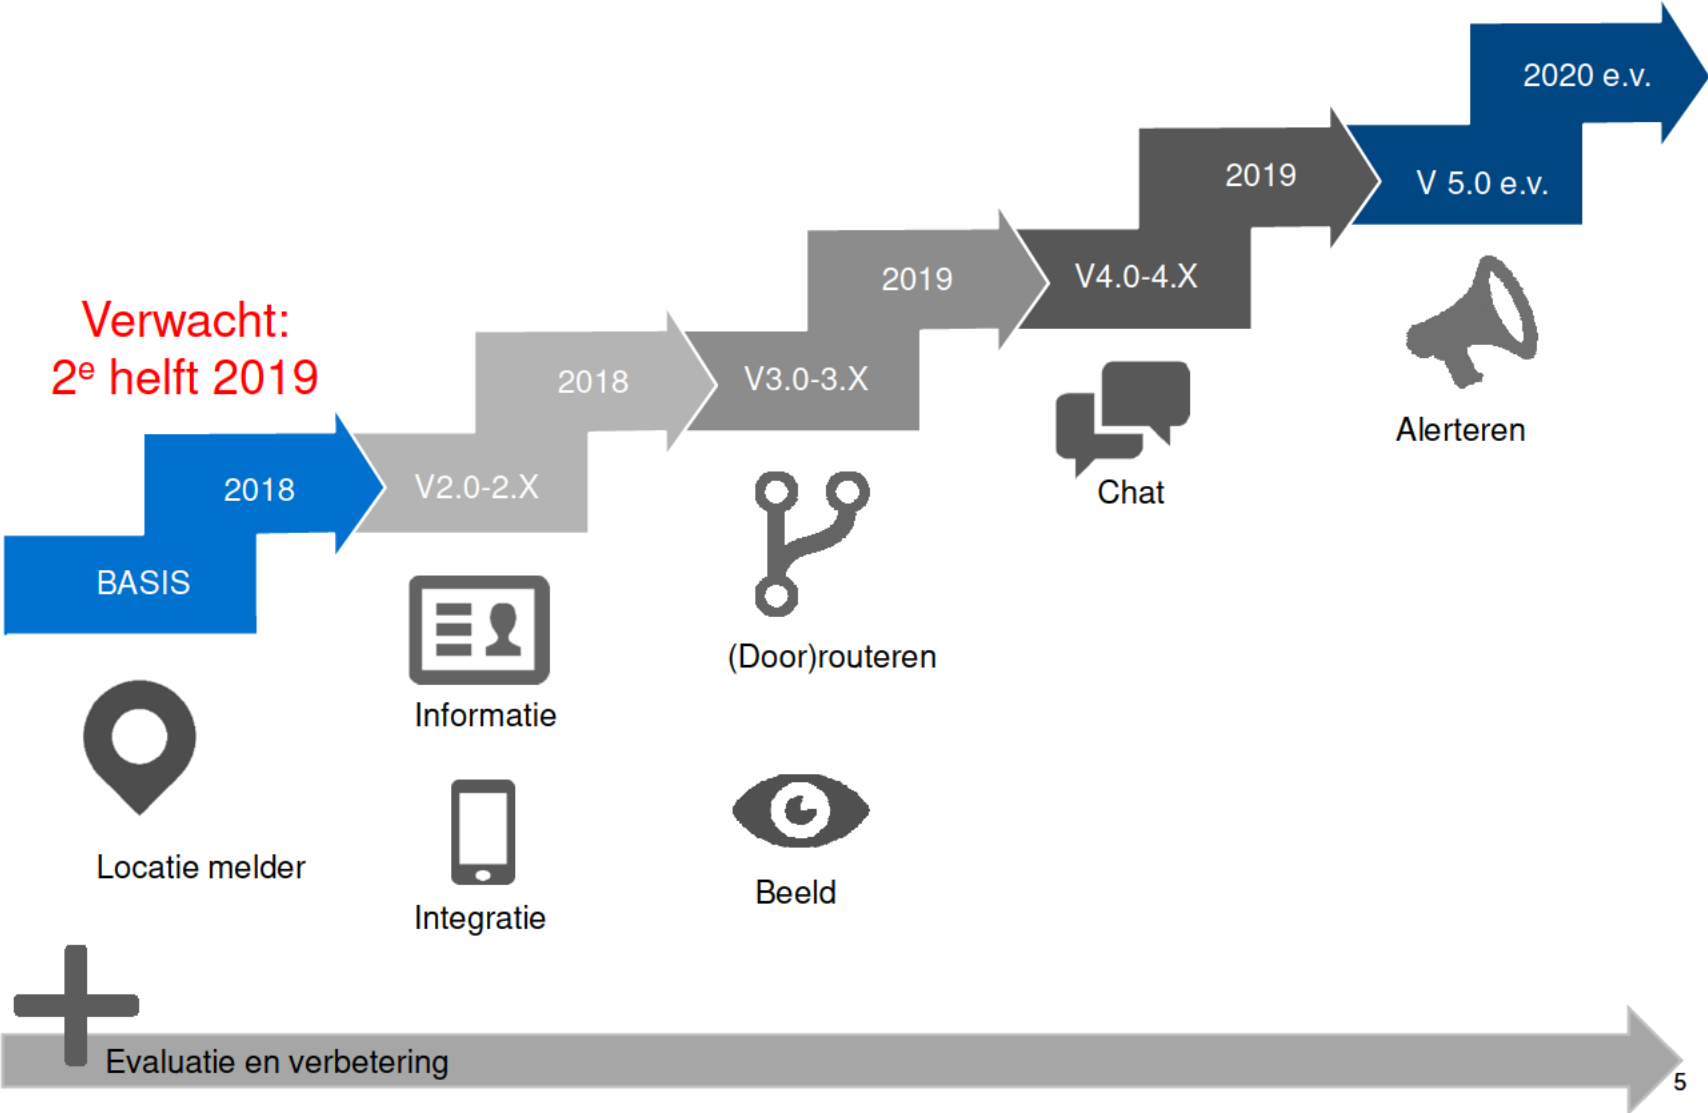 2020 e.v.
V 5.0 e.v.
2019
V4.0-4.X
2019
V3.0-3.X
2018
V2.0-2.X
2018
BASIS
Verwacht:
2e helft 2019
Locatie melder
Informatie
Integratie
(Door)routeren
Beeld
Chat
Alerteren
Evaluatie en verbetering
5